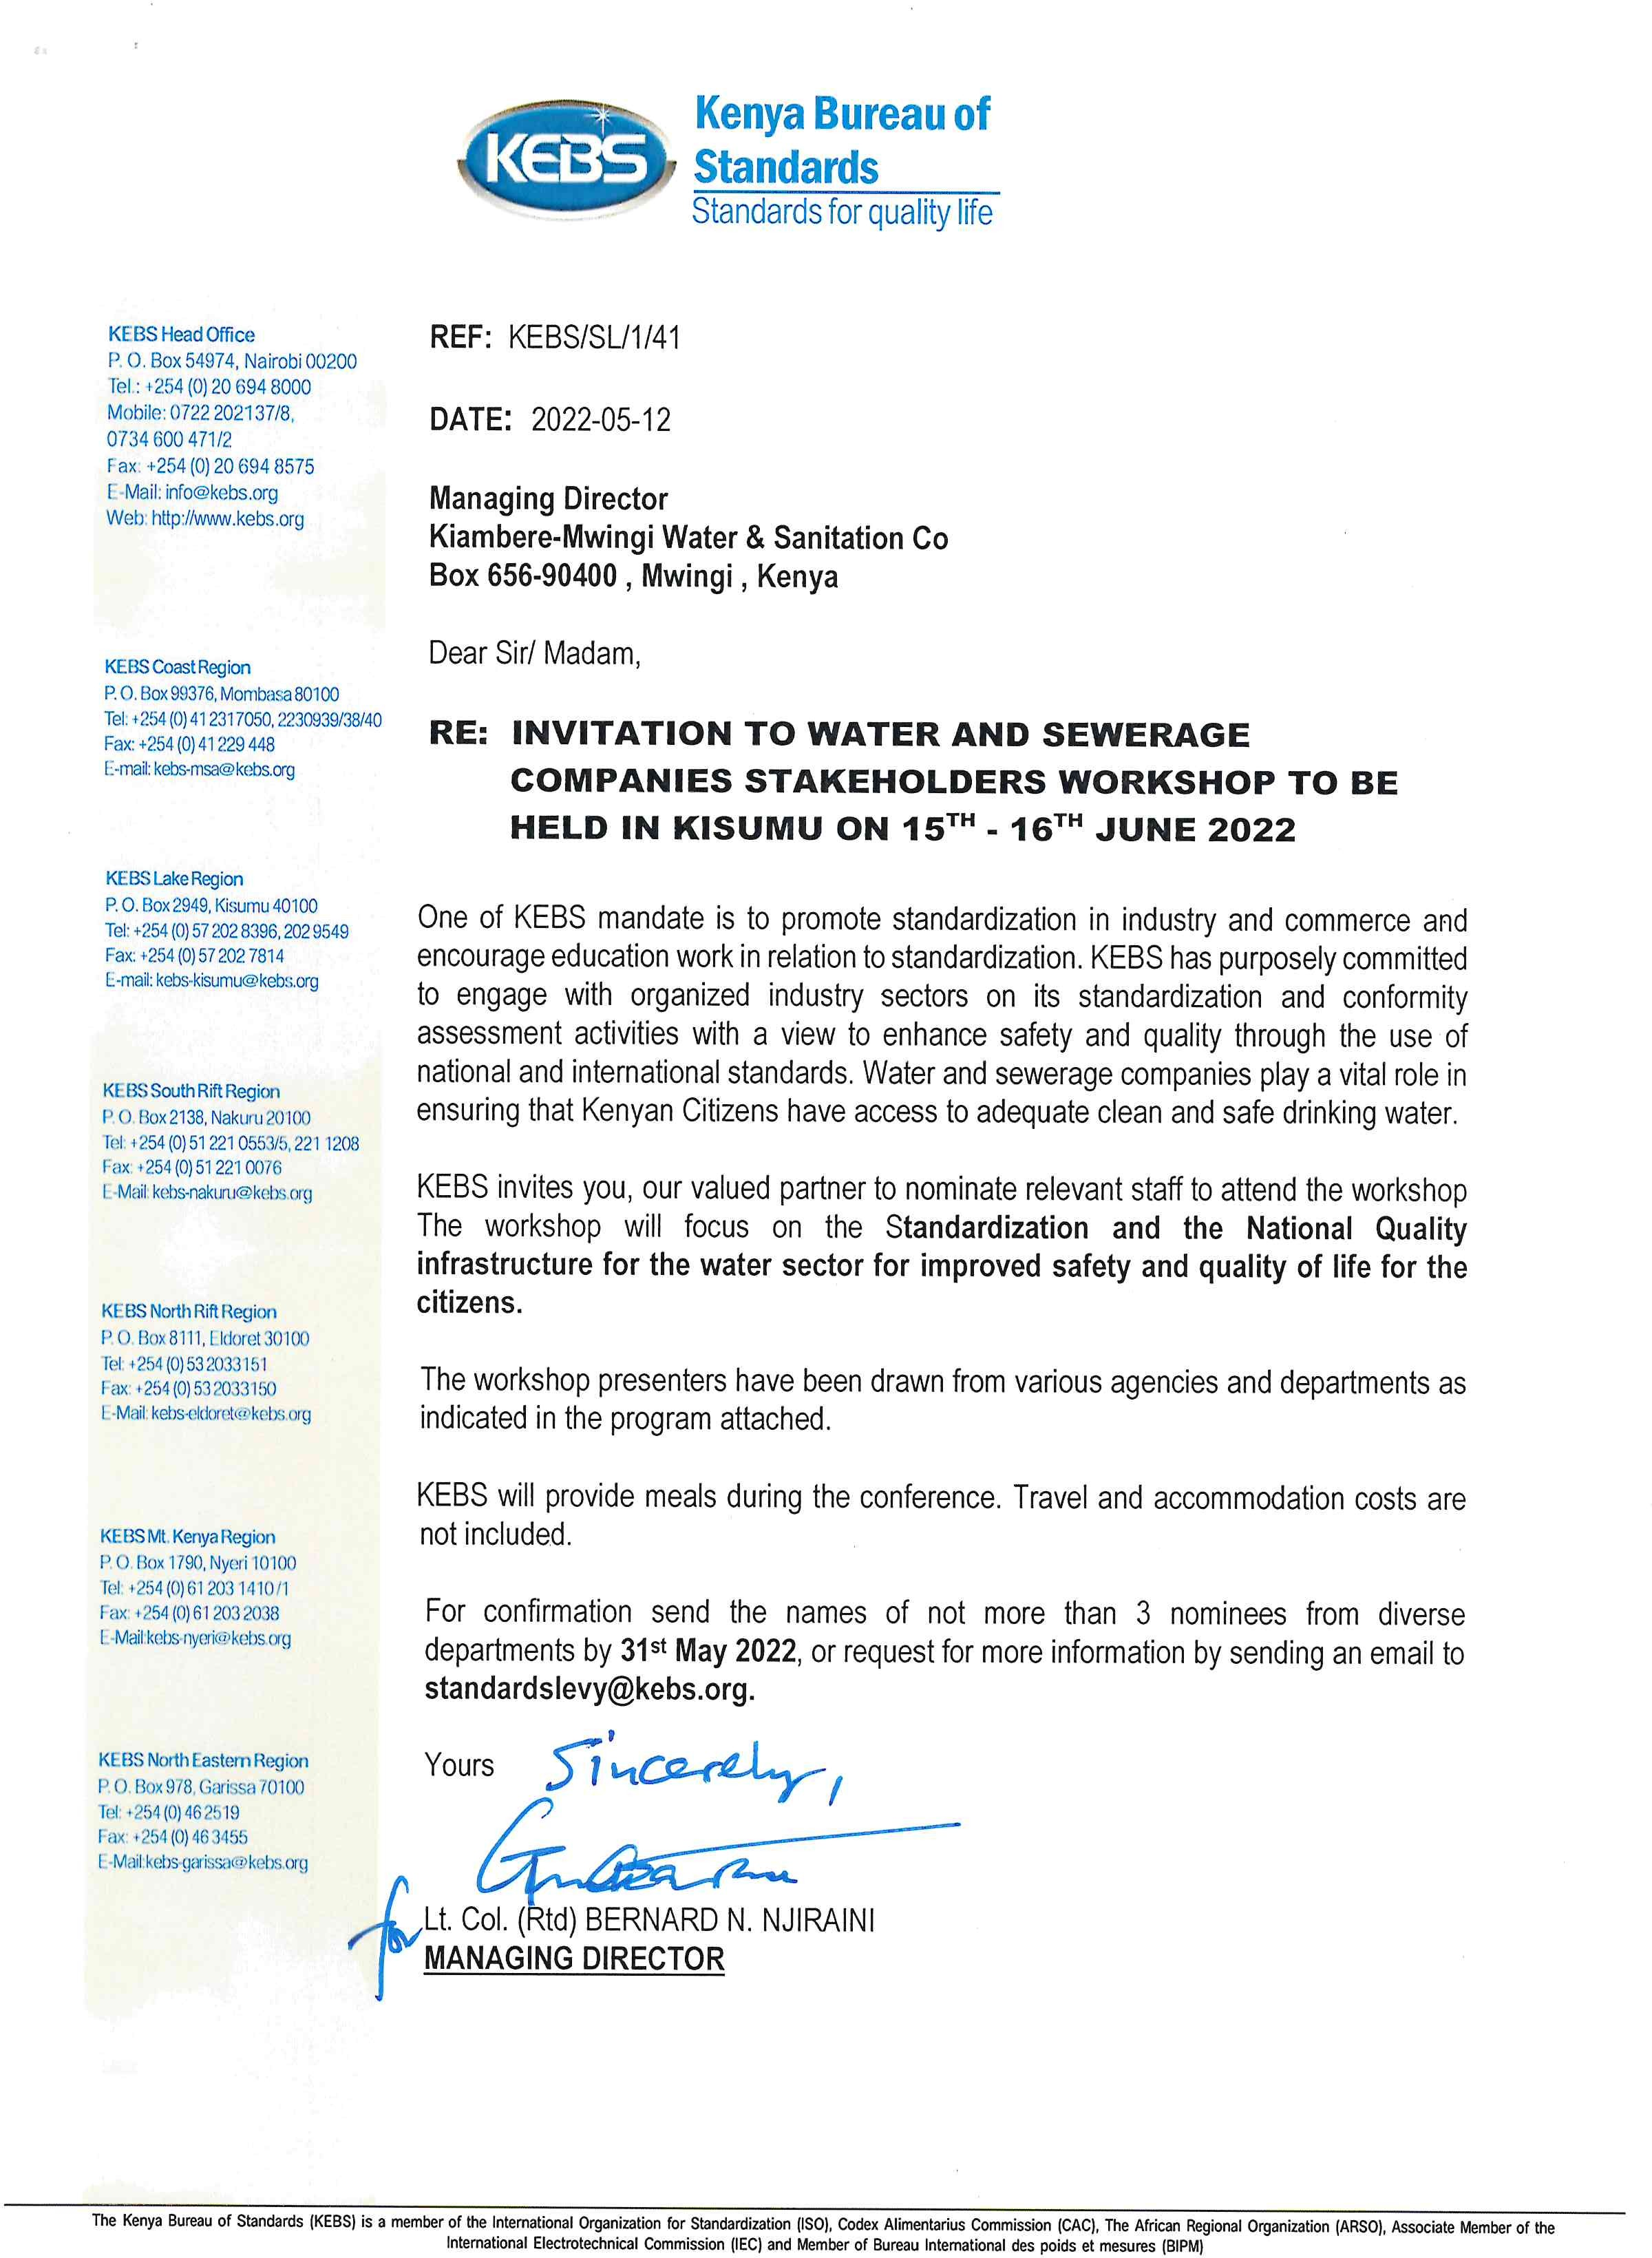 KEBS
Kenya Bureau of
Standards
Standards for quality life
KEBS Head Office
P. O. Box 54974, Nairobi 00200
Tel.: +254 (0) 20 694 8000
Mobile: 0722 202137/8,
0734 600 471/2
Fax: +254 (0) 20 694 8575
E-Mail: info@kebs.org
Web: http://www.kebs.org
KEBS Coast Region
P. O. Box 99376, Mombasa 80100
Tel: +254 (0) 41 2317050, 2230939/38/40
Fax: +254 (0) 41 229 448
E-mail: kebs-msa@kebs.org
KEBS Lake Region
P. O. Box 2949, Kisumu 40100
Tel: +254 (0) 57 202 8396, 202 9549
Fax: +254 (0) 57 202 7814
E-mail: kebs-kisumu@kebs.org
KEBS South Rift Region
P. O. Box 2138, Nakuru 20100
Tel: +254 (0) 51 221 0553/5, 221 1208
Fax: +254 (0) 51 221 0076
E-Mail: kebs-nakuru@kebs.org
KEBS North Rift Region
P. O. Box 8111, Eldoret 30100
Tel: +254 (0) 53 2033151
Fax: +254 (0) 53 2033150
E-Mail: kebs-eldoret@kebs.org
KEBS Mt. Kenya Region
P. O. Box 1790, Nyeri 10100
Tel: +254 (0) 61 203 1410/1
Fax: +254 (0) 61 203 2038
E-Mail:kebs-nyeri@kebs.org
KEBS North Eastern Region
P. O. Box 978, Garissa 70100
Tel: +254 (0) 46 2519
Fax: +254 (0) 46 3455
E-Mail:kebs-garissa@kebs.org
REF: KEBS/SL/1/41
DATE: 2022-05-12
Managing Director
Kiambere-Mwingi Water & Sanitation Co
Box 656-90400 , Mwingi , Kenya
Dear Sir/ Madam,
RE: INVITATION TO WATER AND SEWERAGE
COMPANIES STAKEHOLDERS WORKSHOP TO BE
HELD IN KISUMU ON 15TH - 16TH JUNE 2022
One of KEBS mandate is to promote standardization in industry and commerce and
encourage education work in relation to standardization. KEBS has purposely committed
to engage with organized industry sectors on its standardization and conformity
assessment activities with a view to enhance safety and quality through the use of
national and international standards. Water and sewerage companies play a vital role in
ensuring that Kenyan Citizens have access to adequate clean and safe drinking water.
KEBS invites you, our valued partner to nominate relevant staff to attend the workshop
The workshop will focus on the Standardization and the National Quality
infrastructure for the water sector for improved safety and quality of life for the
citizens.
The workshop presenters have been drawn from various agencies and departments as
indicated in the program attached.
KEBS will provide meals during the conference. Travel and accommodation costs are
not included.
For confirmation send the names of not more than 3 nominees from diverse
departments by 31st May 2022, or request for more information by sending an email to
standardslevy@kebs.org.
Yours Sincerely,
for Lt. Col. (Rtd) BERNARD N. NJIRAINI
MANAGING DIRECTOR
The Kenya Bureau of Standards (KEBS) is a member of the International Organization for Standardization (ISO), Codex Alimentarius Commission (CAC), The African Regional Organization (ARSO), Associate Member of the
International Electrotechnical Commission (IEC) and Member of Bureau International des poids et mesures (BIPM)